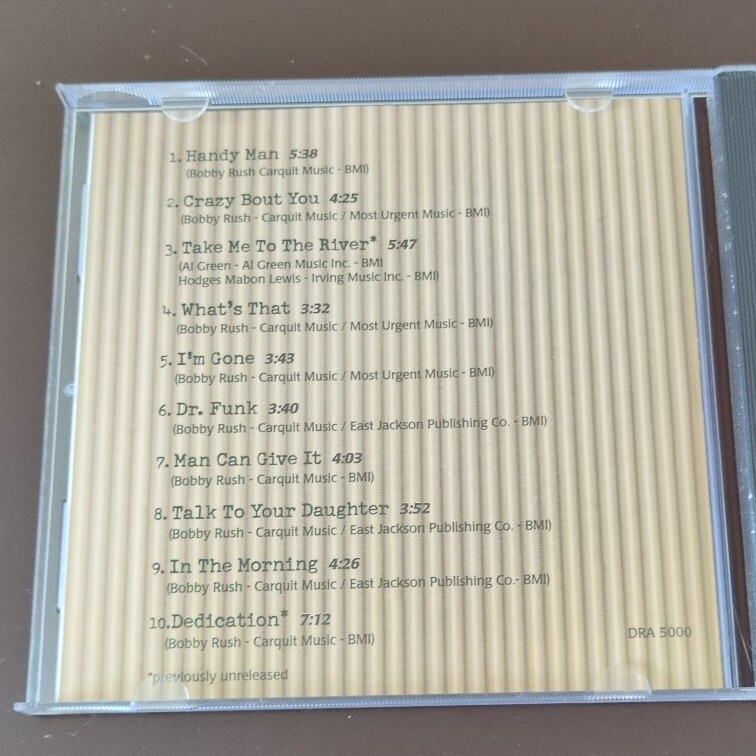 1. Handy Man 5:38
(Bobby Rush Carquit Music - BMI)
2. Crazy Bout You 4:25
(Bobby Rush - Carquit Music / Most Urgent Music - BMI)
3. Take Me To The River* 5:47
(Al Green - Al Green Music Inc. - BMI
Hodges Mabon Lewis - Irving Music Inc. - BMI)
4. What's That 3:32
(Bobby Rush - Carquit Music / Most Urgent Music - BMI)
5. I'm Gone 3:43
(Bobby Rush - Carquit Music / Most Urgent Music - BMI)
6. Dr. Funk 3:40
(Bobby Rush - Carquit Music / East Jackson Publishing Co. - BMI)
7. Man Can Give It 4:03
(Bobby Rush - Carquit Music - BMI)
8. Talk To Your Daughter 3:52
(Bobby Rush - Carquit Music / East Jackson Publishing Co. - BMI)
9. In The Morning 4:26
(Bobby Rush - Carquit Music / East Jackson Publishing Co.- BMI)
10.Dedication* 7:12
(Bobby Rush - Carquit Music - BMI)
DRA 5000
*previously unreleased